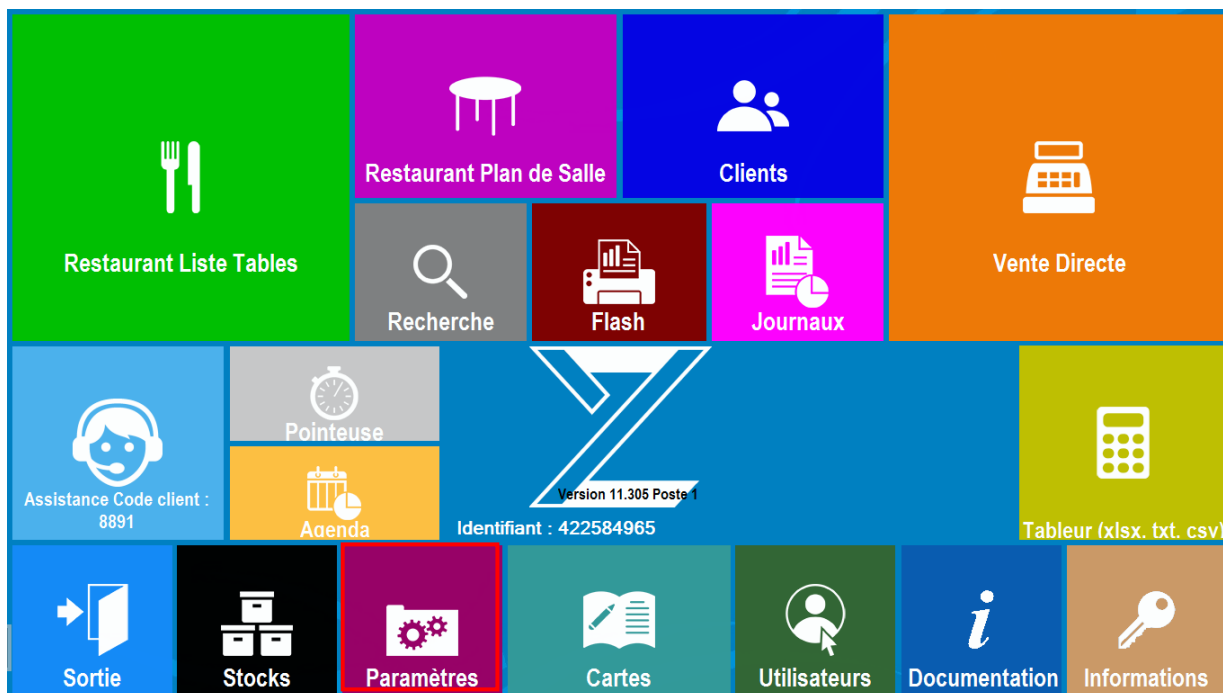 Restaurant Liste Tables
Restaurant Plan de Salle
Clients
Vente Directe
Recherche
Flash
Journaux
Assistance Code client :
8891
Pointeuse
Agenda
Version 11.305 Poste 1
Identifiant : 422584965
Tableur (xlsx, txt, csv)
Sortie
Stocks
Paramètres
Cartes
Utilisateurs
Documentation
Informations